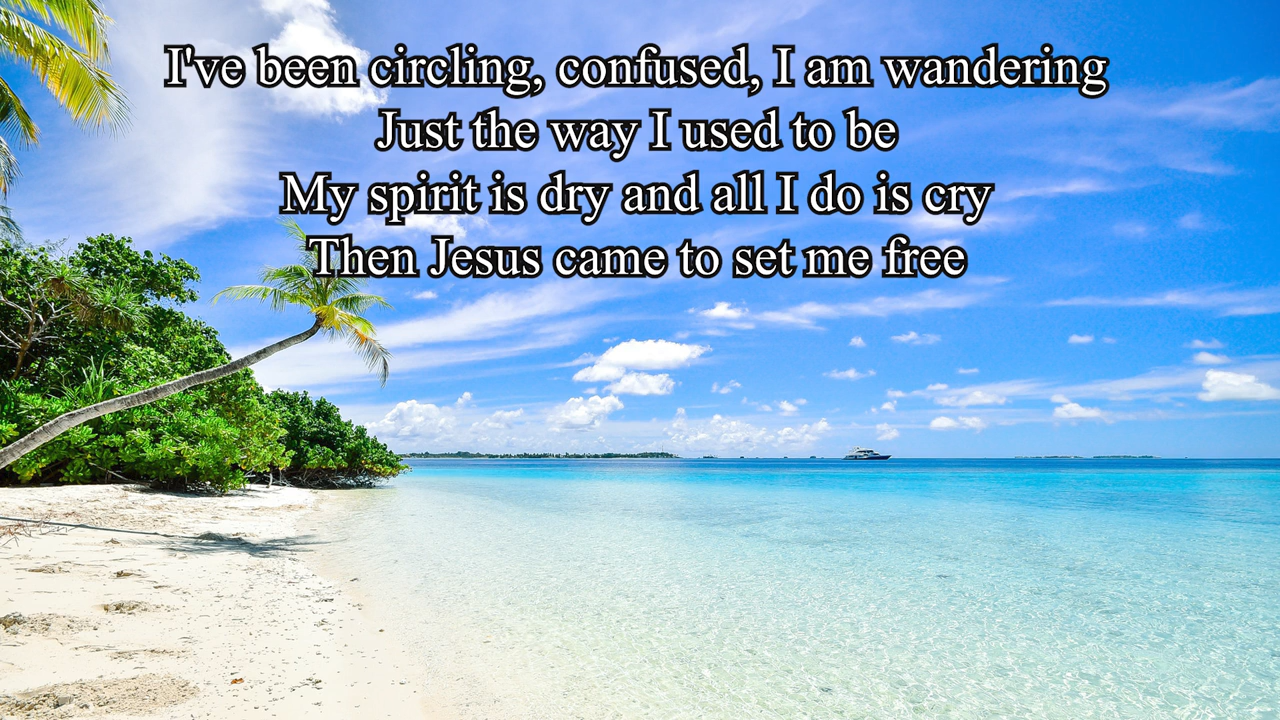 I've been circling, confused, I am wandering
Just the way I used to be
My spirit is dry and all I do is cry
Then Jesus came to set me free